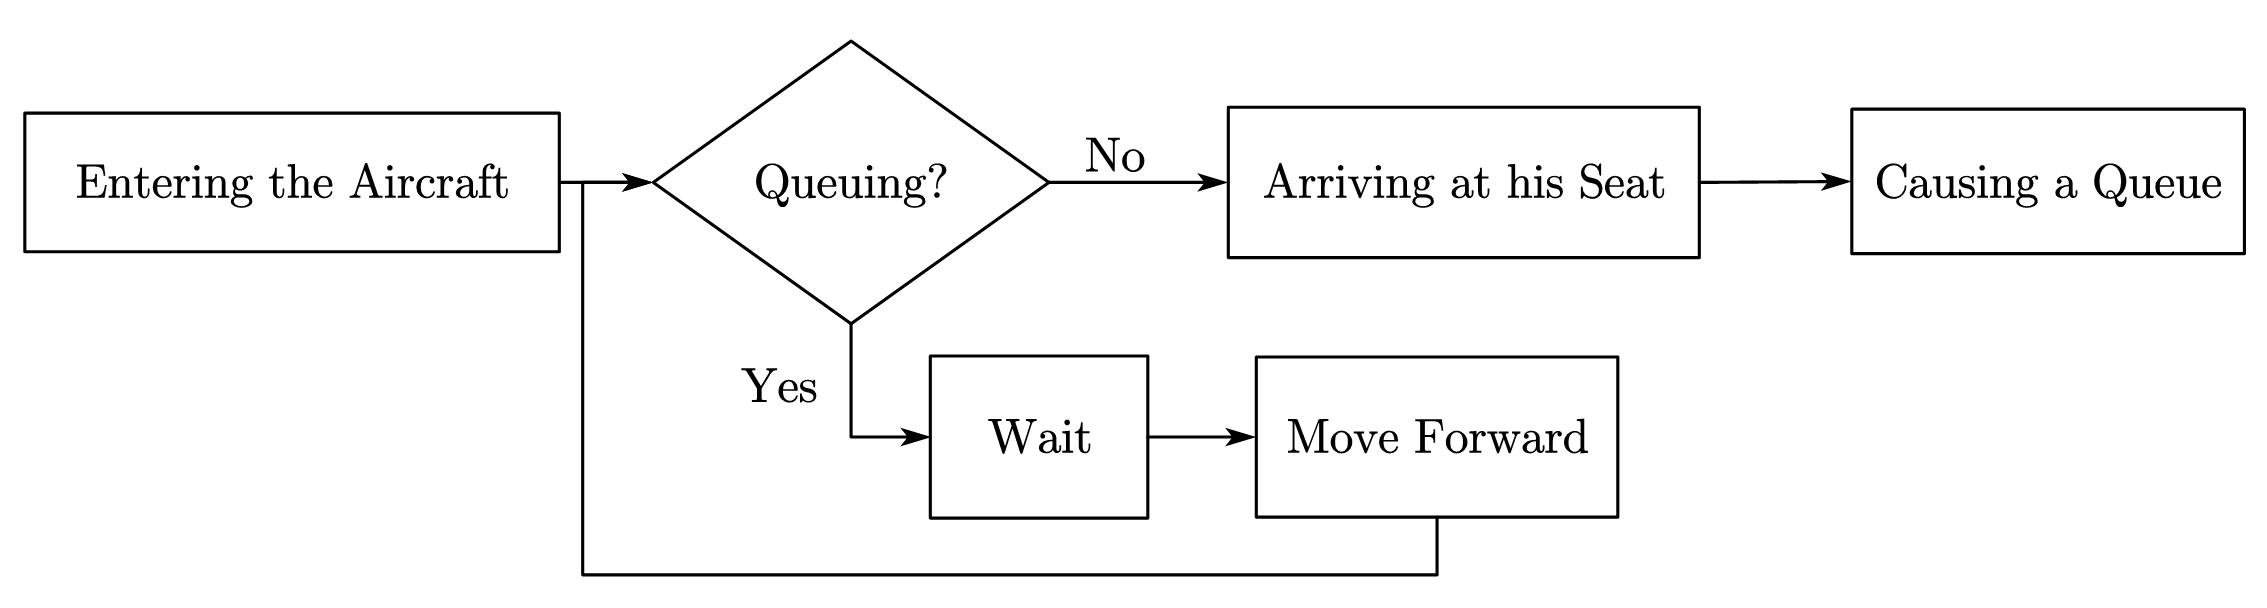 Entering the Aircraft
Queuing?
No
Arriving at his Seat
Causing a Queue
Yes
Wait
Move Forward